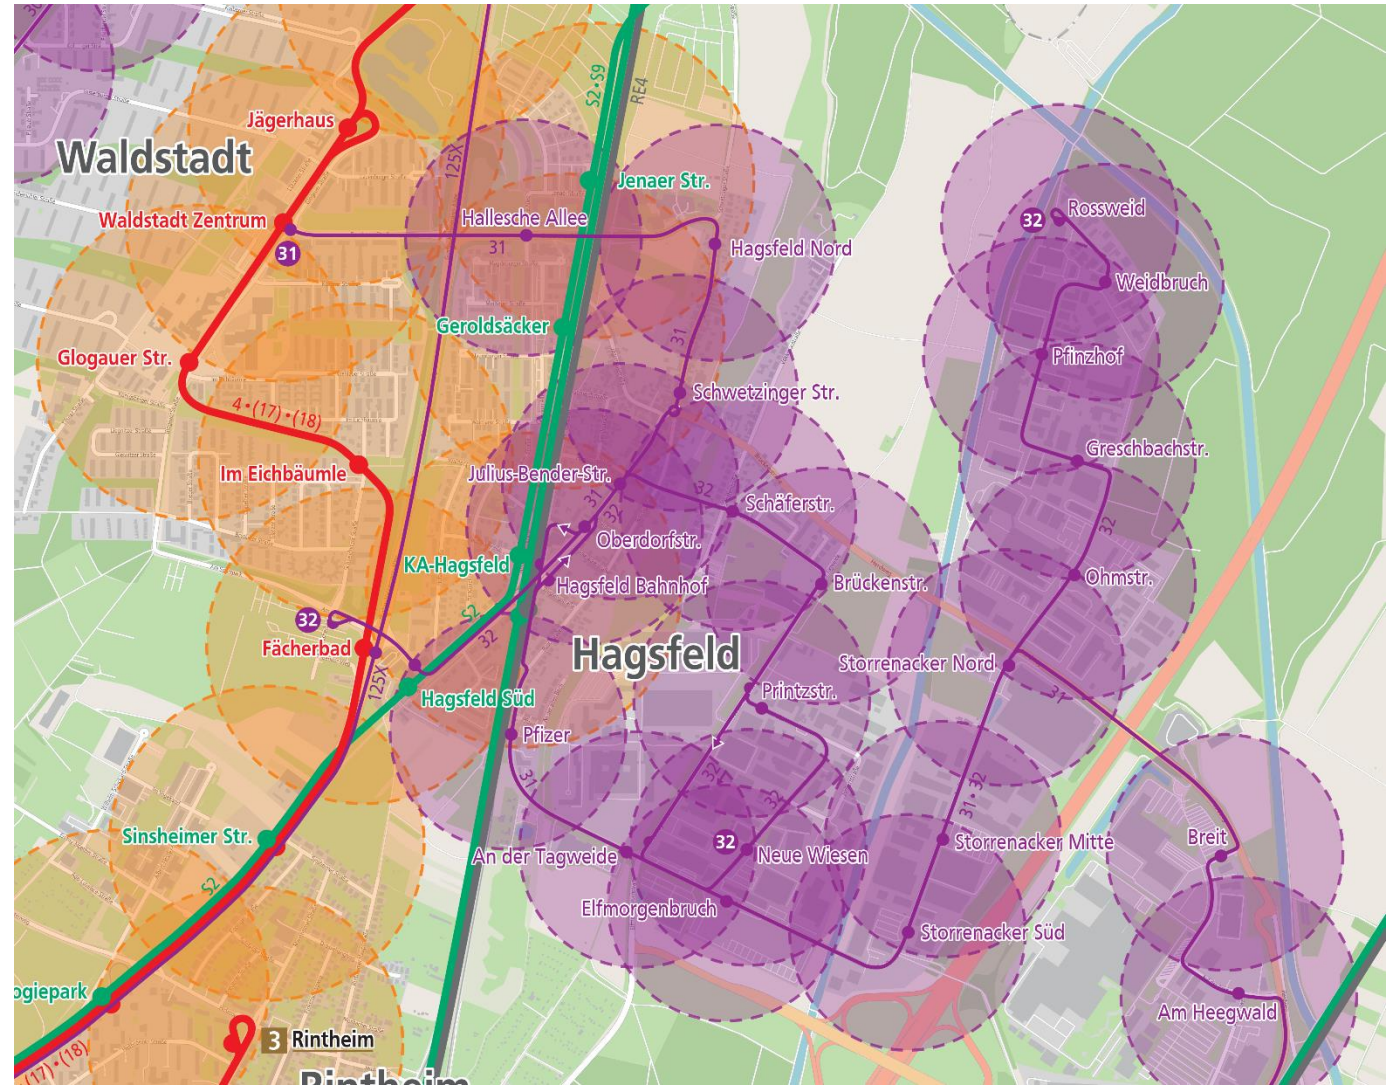 S2•S9
RE4
Jägerhaus
Waldstadt
125X
Jenaer Str.
Hallesche Allee
Rossweid
32
Waldstadt Zentrum
31
31
Hagsfeld Nord
Weidbruch
Geroldsäcker
31
Pfinzhof
Glogauer Str.
Schwetzinger Str.
4•(17)•(18)
Greschbachstr.
Im Eichbäumle
Julius-Bender-Str.
31
32
32
Schäferstr.
32
Oberdorfstr.
KA-Hagsfeld
Hagsfeld Bahnhof
Brückenstr.
Ohmstr.
S2
32
32
Fächerbad
Hagsfeld
Storrenacker Nord
125X
Hagsfeld Süd
Printzstr.
31
Pfizer
31
32
32
31•32
Sinsheimer Str.
An der Tagweide
32
Neue Wiesen
Storrenacker Mitte
Breit
S2
Elfmorgenbruch
Storrenacker Süd
ogiepark
Am Heegwald
3 Rintheim
(17)•(18)
Rintheim